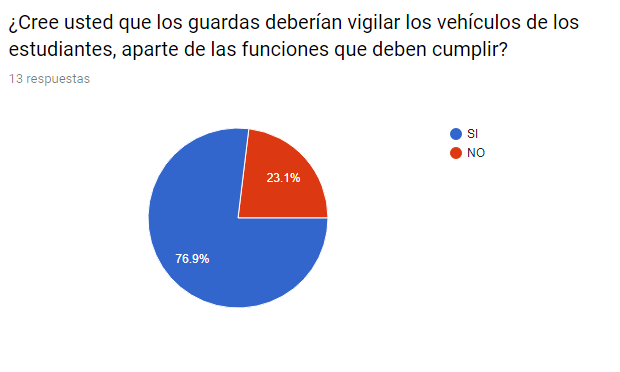 ¿Cree usted que los guardas deberían vigilar los vehículos de los
estudiantes, aparte de las funciones que deben cumplir?
13 respuestas
SI
NO
23.1%
76.9%